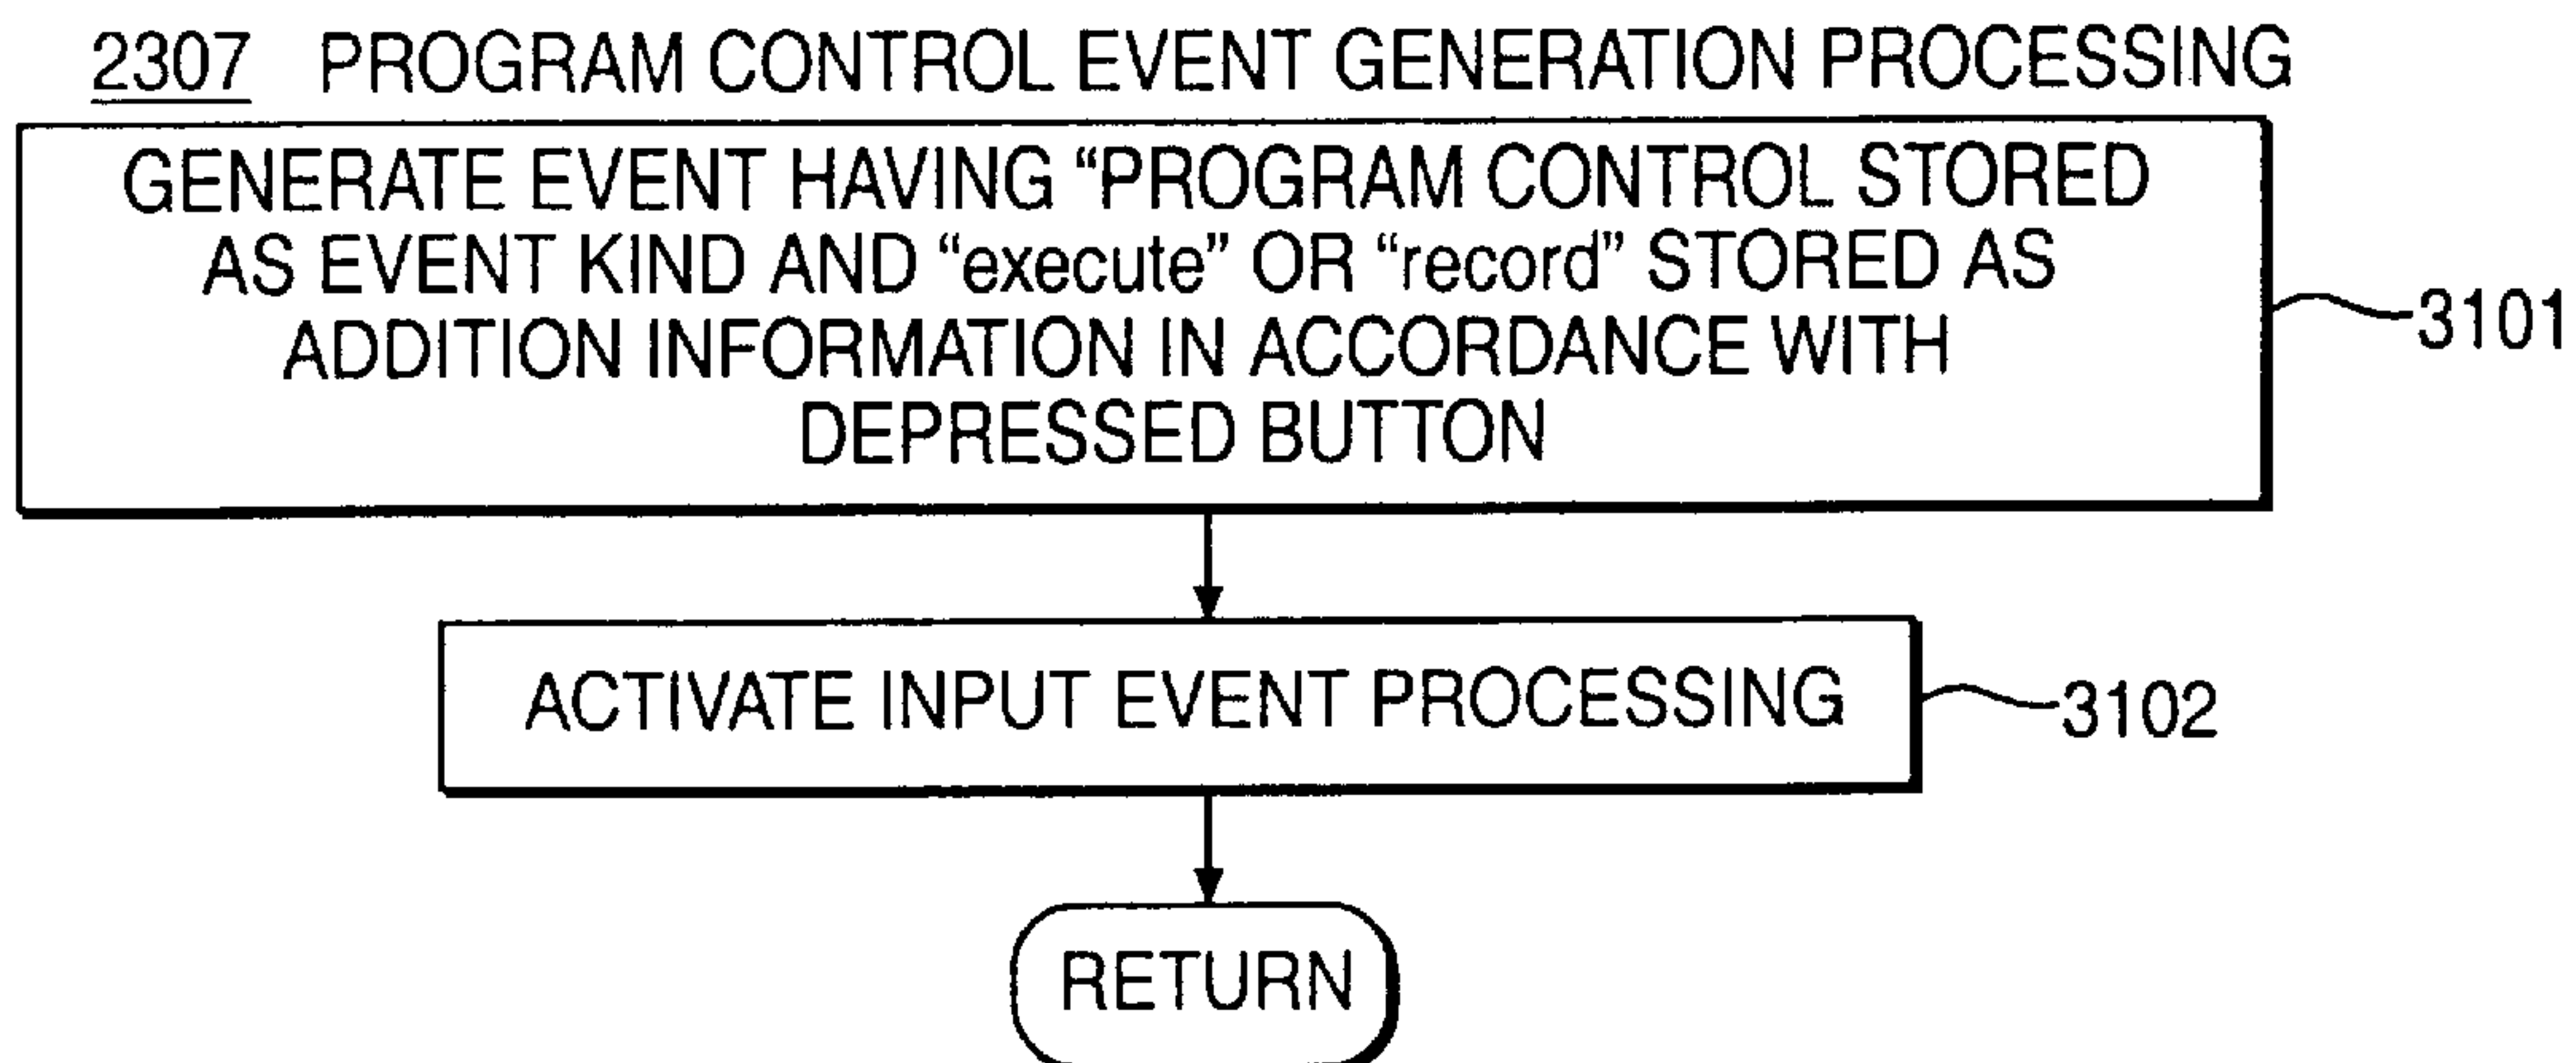 2307 PROGRAM CONTROL EVENT GENERATION PROCESSING
GENERATE EVENT HAVING “PROGRAM CONTROL STORED
AS EVENT KIND AND “execute” OR “record” STORED AS
ADDITION INFORMATION IN ACCORDANCE WITH
DEPRESSED BUTTON
3101
ACTIVATE INPUT EVENT PROCESSING
3102
RETURN